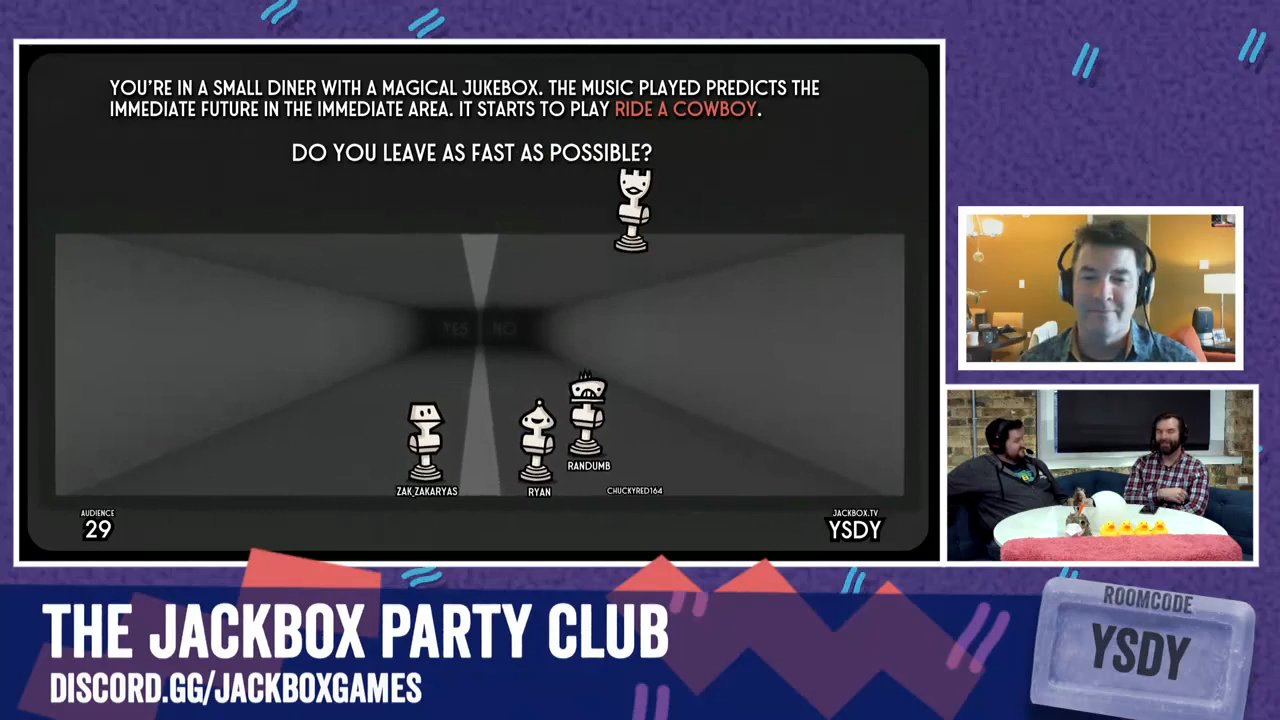 YOU'RE IN A SMALL DINER WITH A MAGICAL JUKEBOX. THE MUSIC PLAYED PREDICTS THE
IMMEDIATE FUTURE IN THE IMMEDIATE AREA. IT STARTS TO PLAY RIDE A COWBOY.
DO YOU LEAVE AS FAST AS POSSIBLE?
YES NO
ZAK_ZAKARYAS
RYAN
RANDUMB
CHUCKYRED164
AUDIENCE
29
JACKBOX.TV
YSDY
THE JACKBOX PARTY CLUB
DISCORD.GG/JACKBOXGAMES
ROOMCODE
YSDY